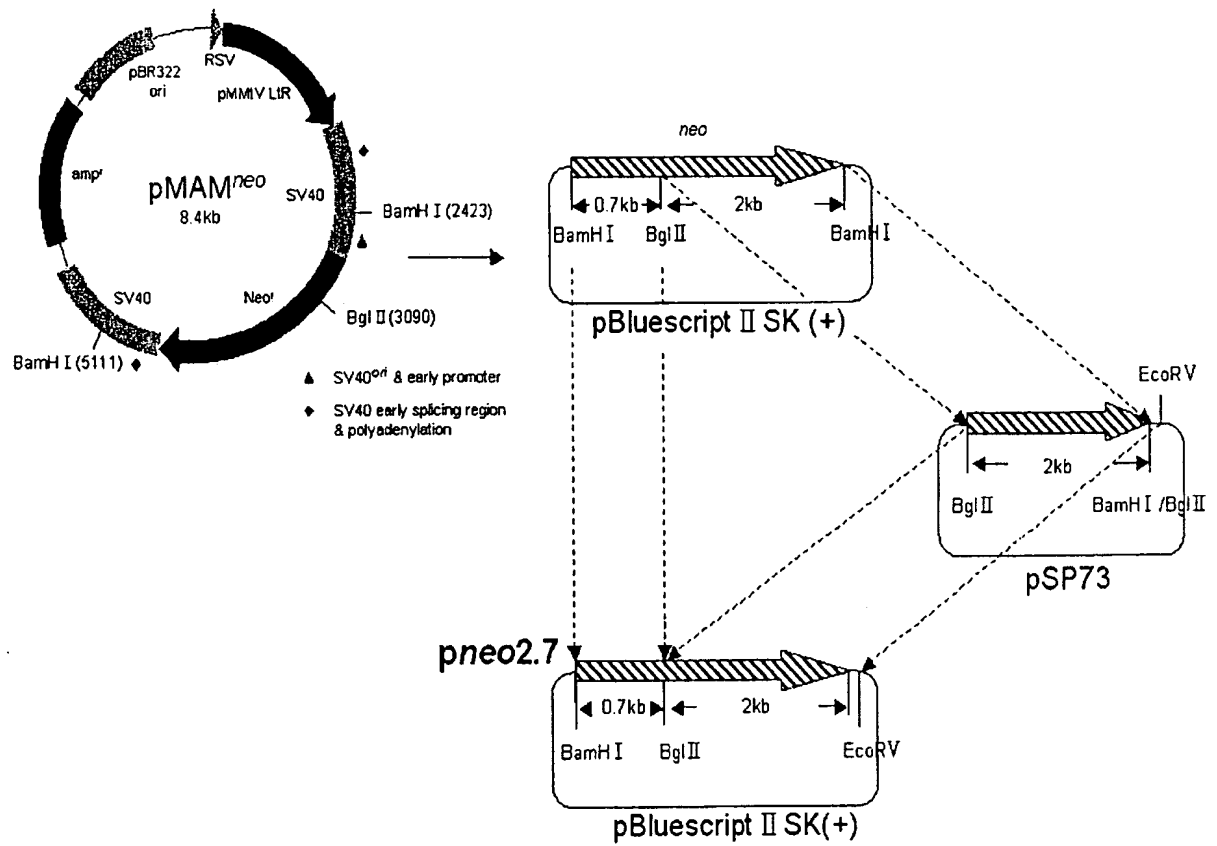 pBR322
ori
RSV
pMMtV LtR
ampʳ
pMAMneo
8.4kb
SV40
BamH I (2423)
SV40
Neoʳ
Bgl II (3090)
BamH I (5111) ♦
▲ SV40ori & early promoter
♦ SV40 early splicing region
& polyadenylation
neo
0.7kb
2kb
BamH I
Bgl II
BamH I
pBluescript II SK (+)
EcoRV
2kb
Bgl II
BamH I /Bgl II
pSP73
pneo2.7
0.7kb
2kb
BamH I
Bgl II
EcoRV
pBluescript II SK(+)